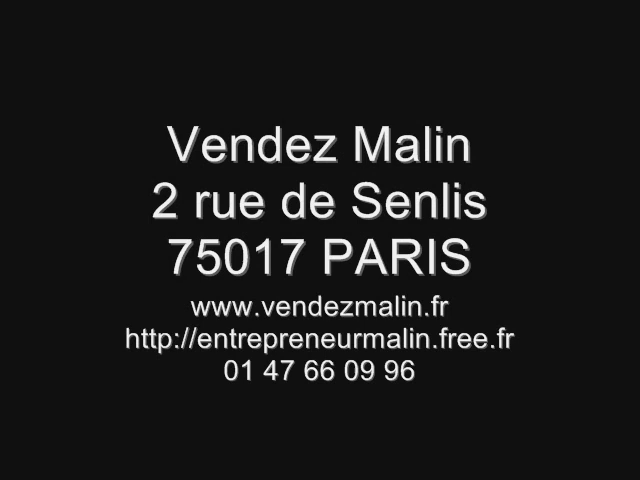 Vendez Malin
2 rue de Senlis
75017 PARIS
www.vendezmalin.fr
http://entrepreneurmalin.free.fr
01 47 66 09 96